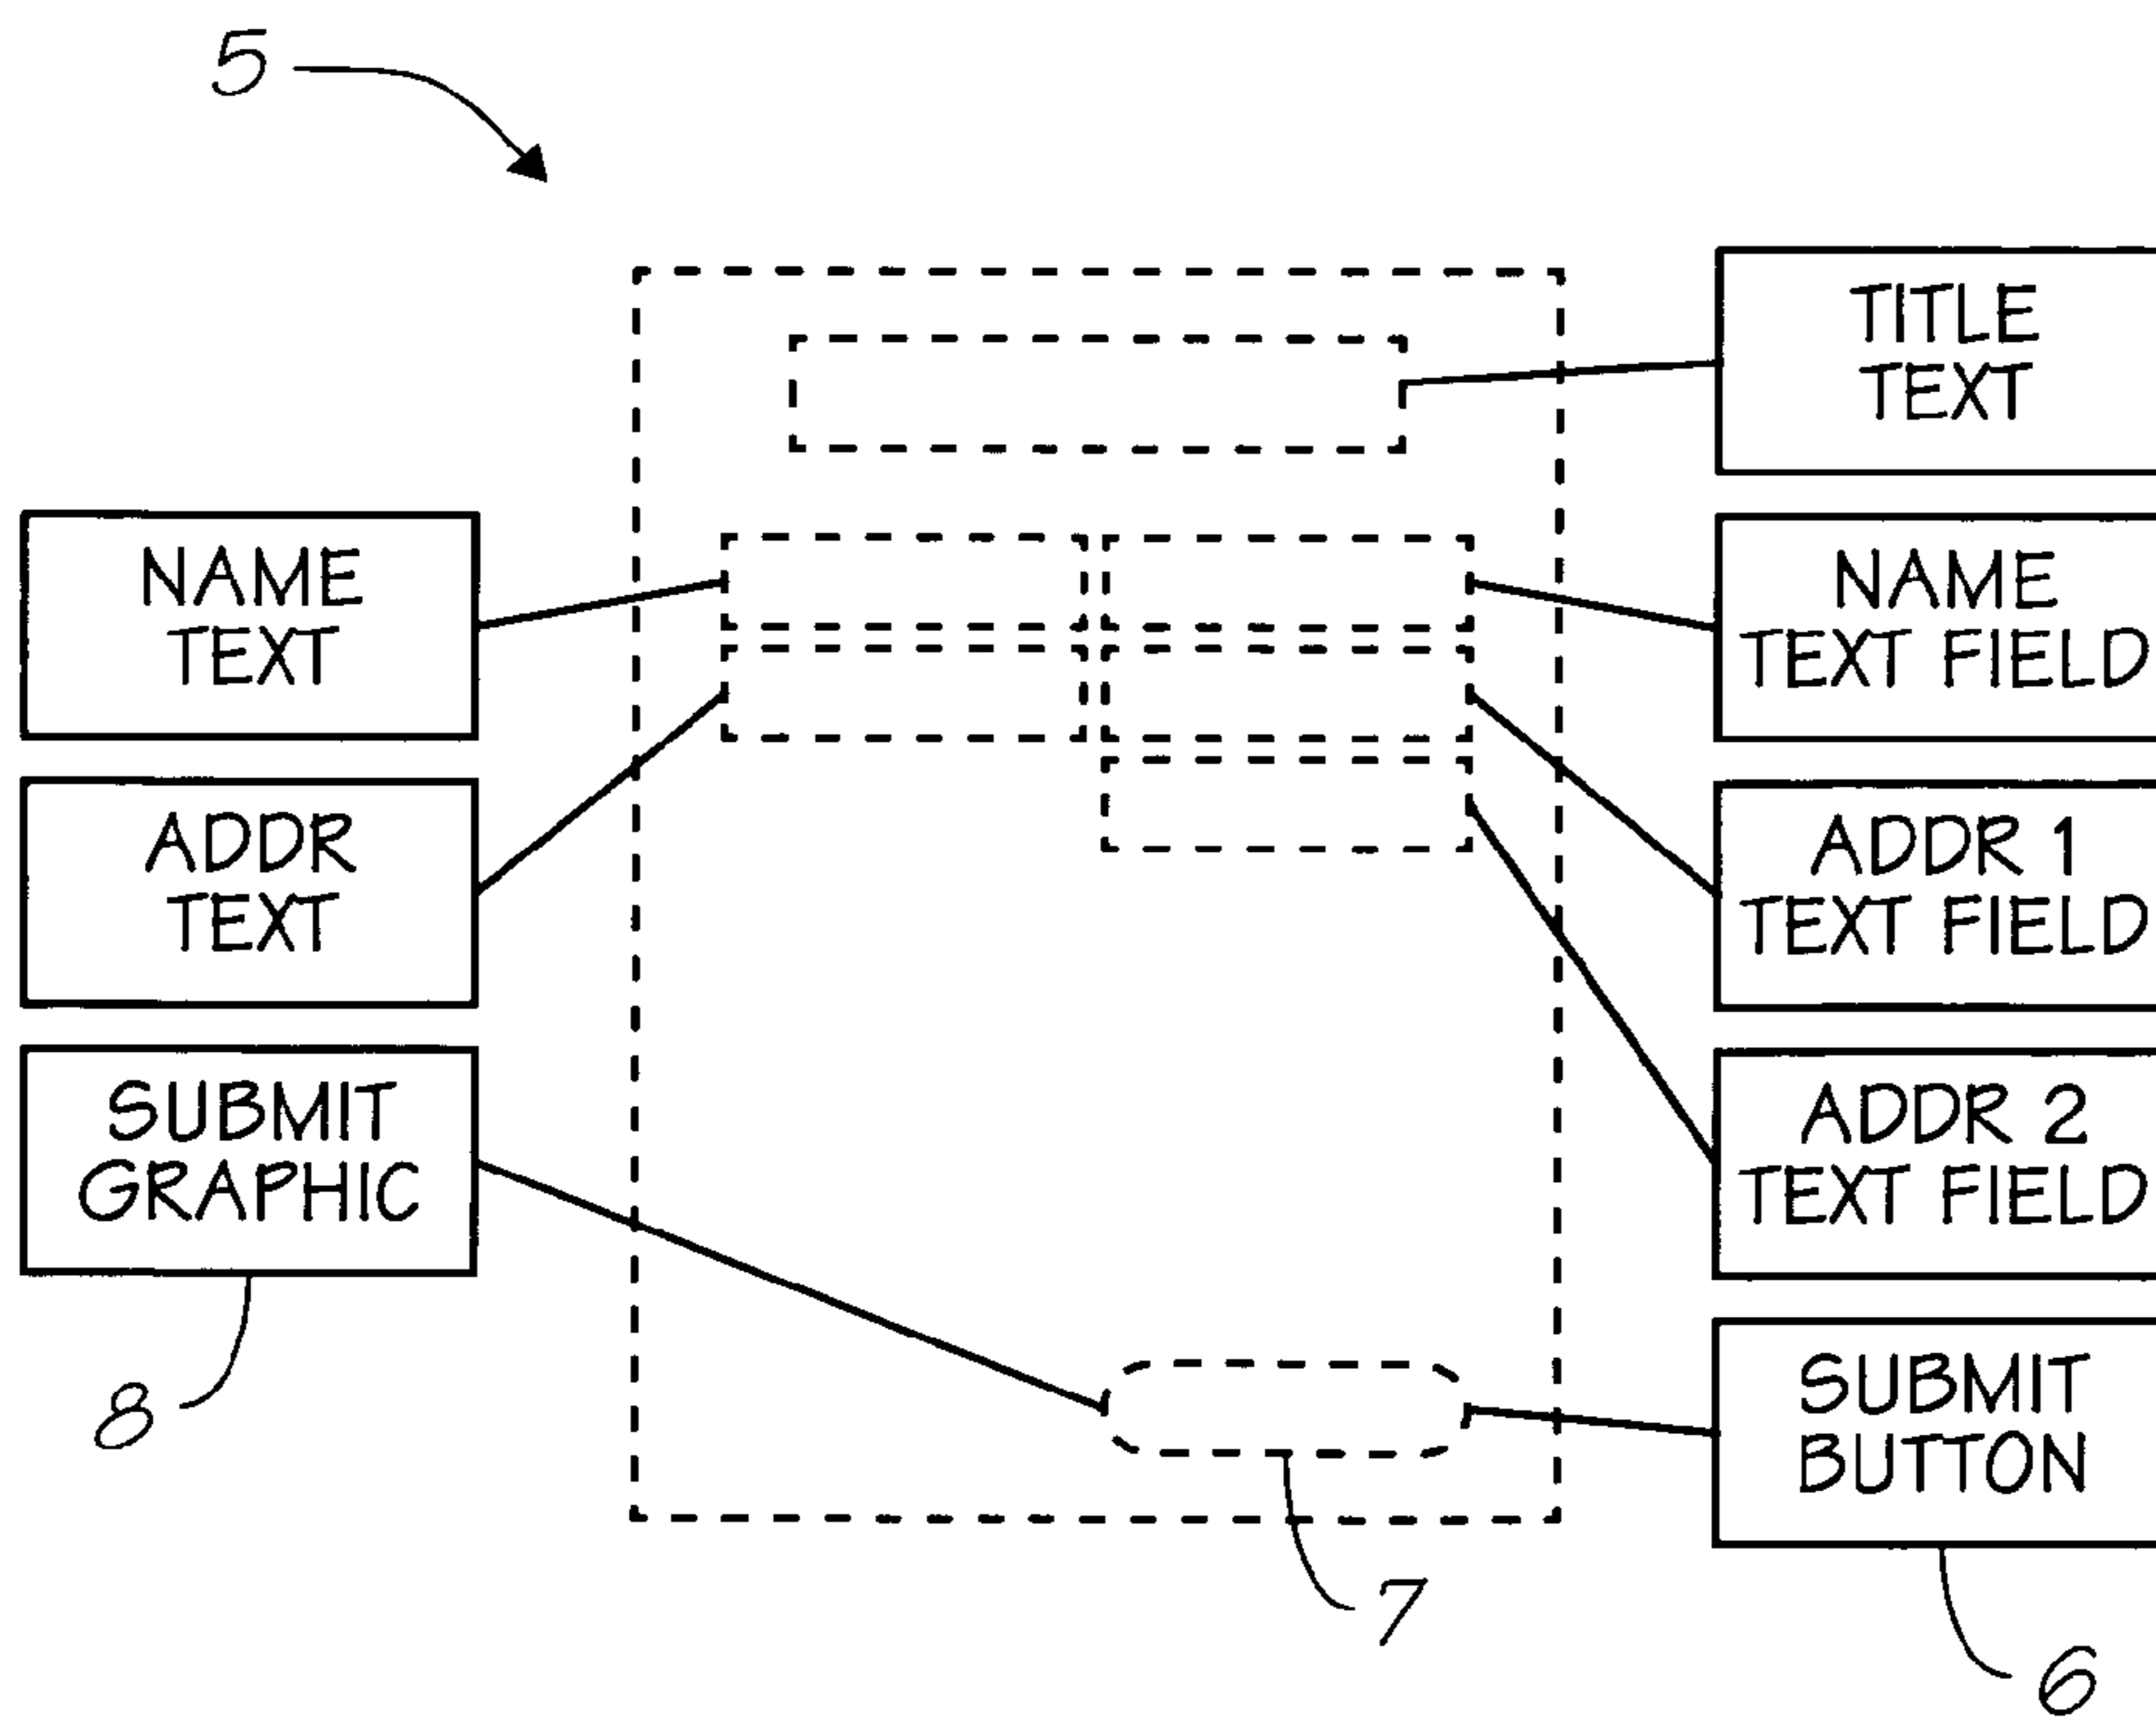 5
TITLE
TEXT
NAME
TEXT
NAME
TEXT FIELD
ADDR
TEXT
ADDR 1
TEXT FIELD
SUBMIT
GRAPHIC
ADDR 2
TEXT FIELD
SUBMIT
BUTTON
8
7
6